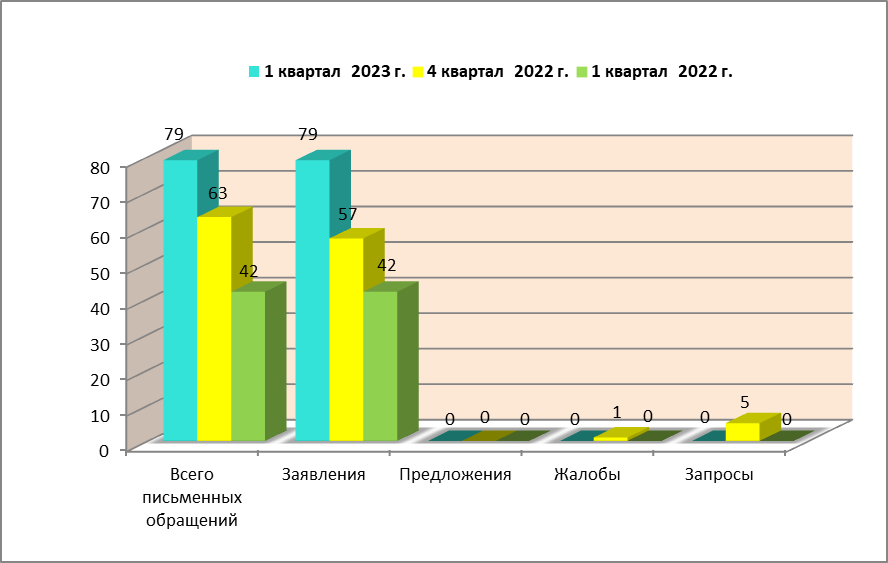 1 квартал 2023 г. 4 квартал 2022 г. 1 квартал 2022 г.
79 79
80
70
63
57
60
50
42 42
40
30
20
10
0
0 0 0 0 1 0 0 5 0
Всего письменных обращений
Заявления
Предложения
Жалобы
Запросы